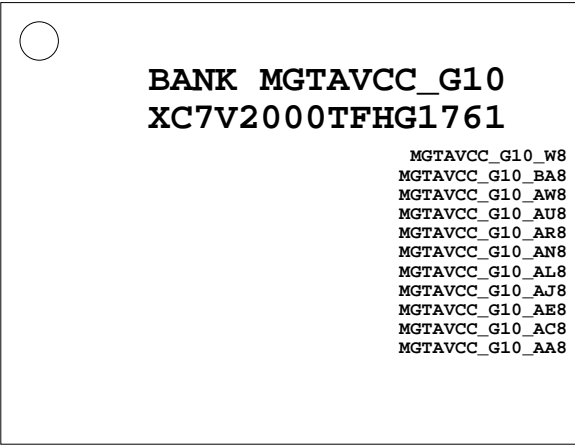 BANK MGTAVCC_G10
XC7V2000TFHG1761
MGTAVCC_G10_W8
MGTAVCC_G10_BA8
MGTAVCC_G10_AW8
MGTAVCC_G10_AU8
MGTAVCC_G10_AR8
MGTAVCC_G10_AN8
MGTAVCC_G10_AL8
MGTAVCC_G10_AJ8
MGTAVCC_G10_AE8
MGTAVCC_G10_AC8
MGTAVCC_G10_AA8